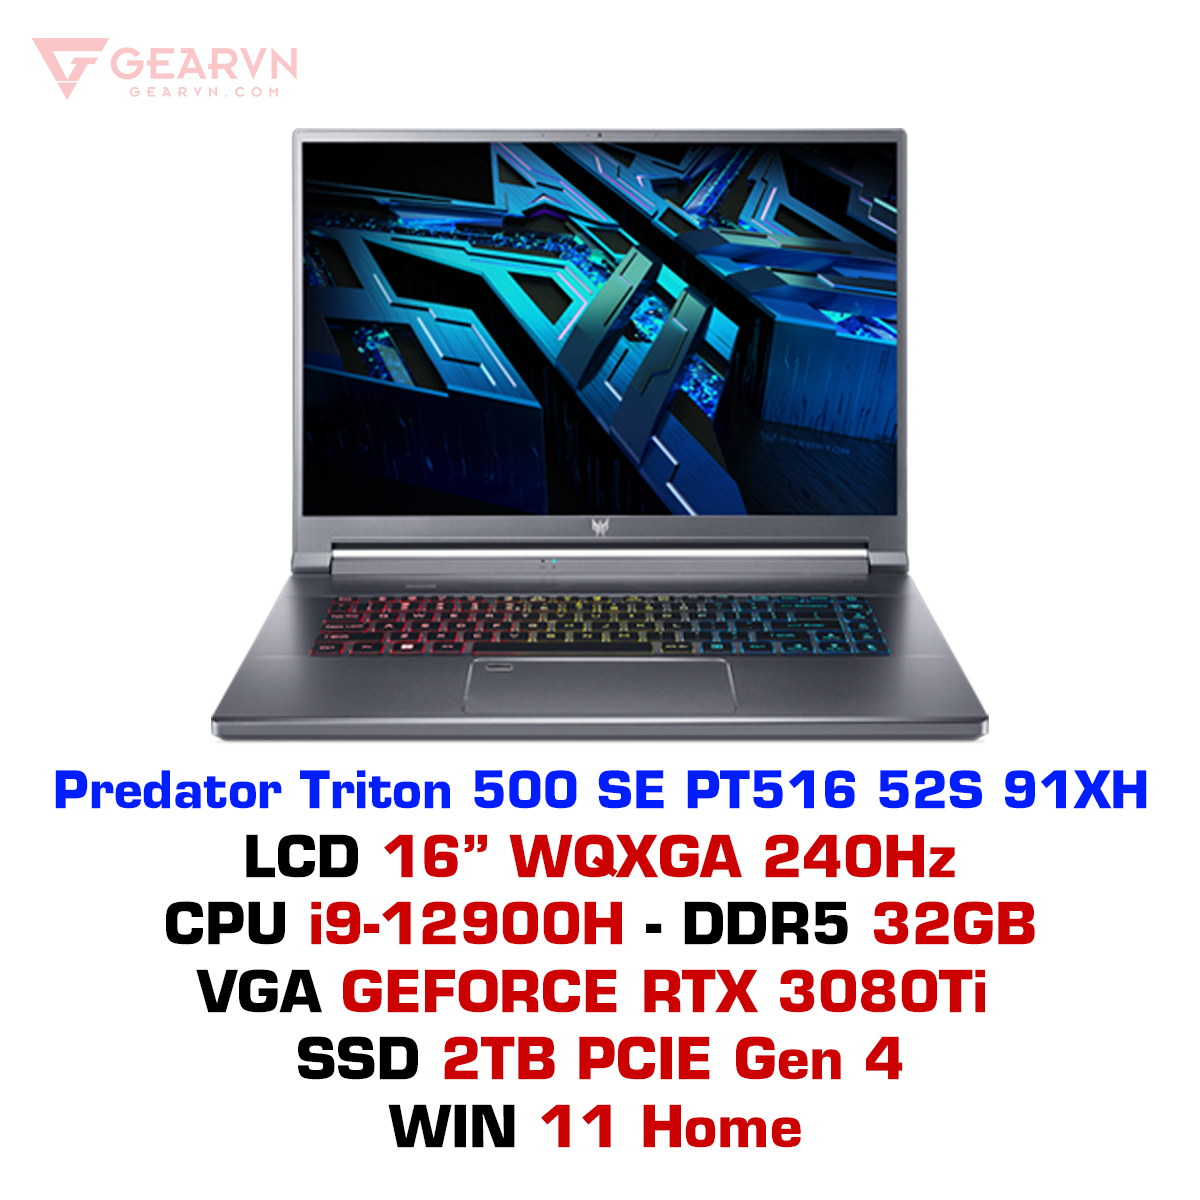 GEARVN
GEARVN.COM
PREDATOR
Predator Triton 500 SE PT516 52S 91XH
LCD 16” WQXGA 240Hz
CPU i9-12900H - DDR5 32GB
VGA GEFORCE RTX 3080Ti
SSD 2TB PCIE Gen 4
WIN 11 Home